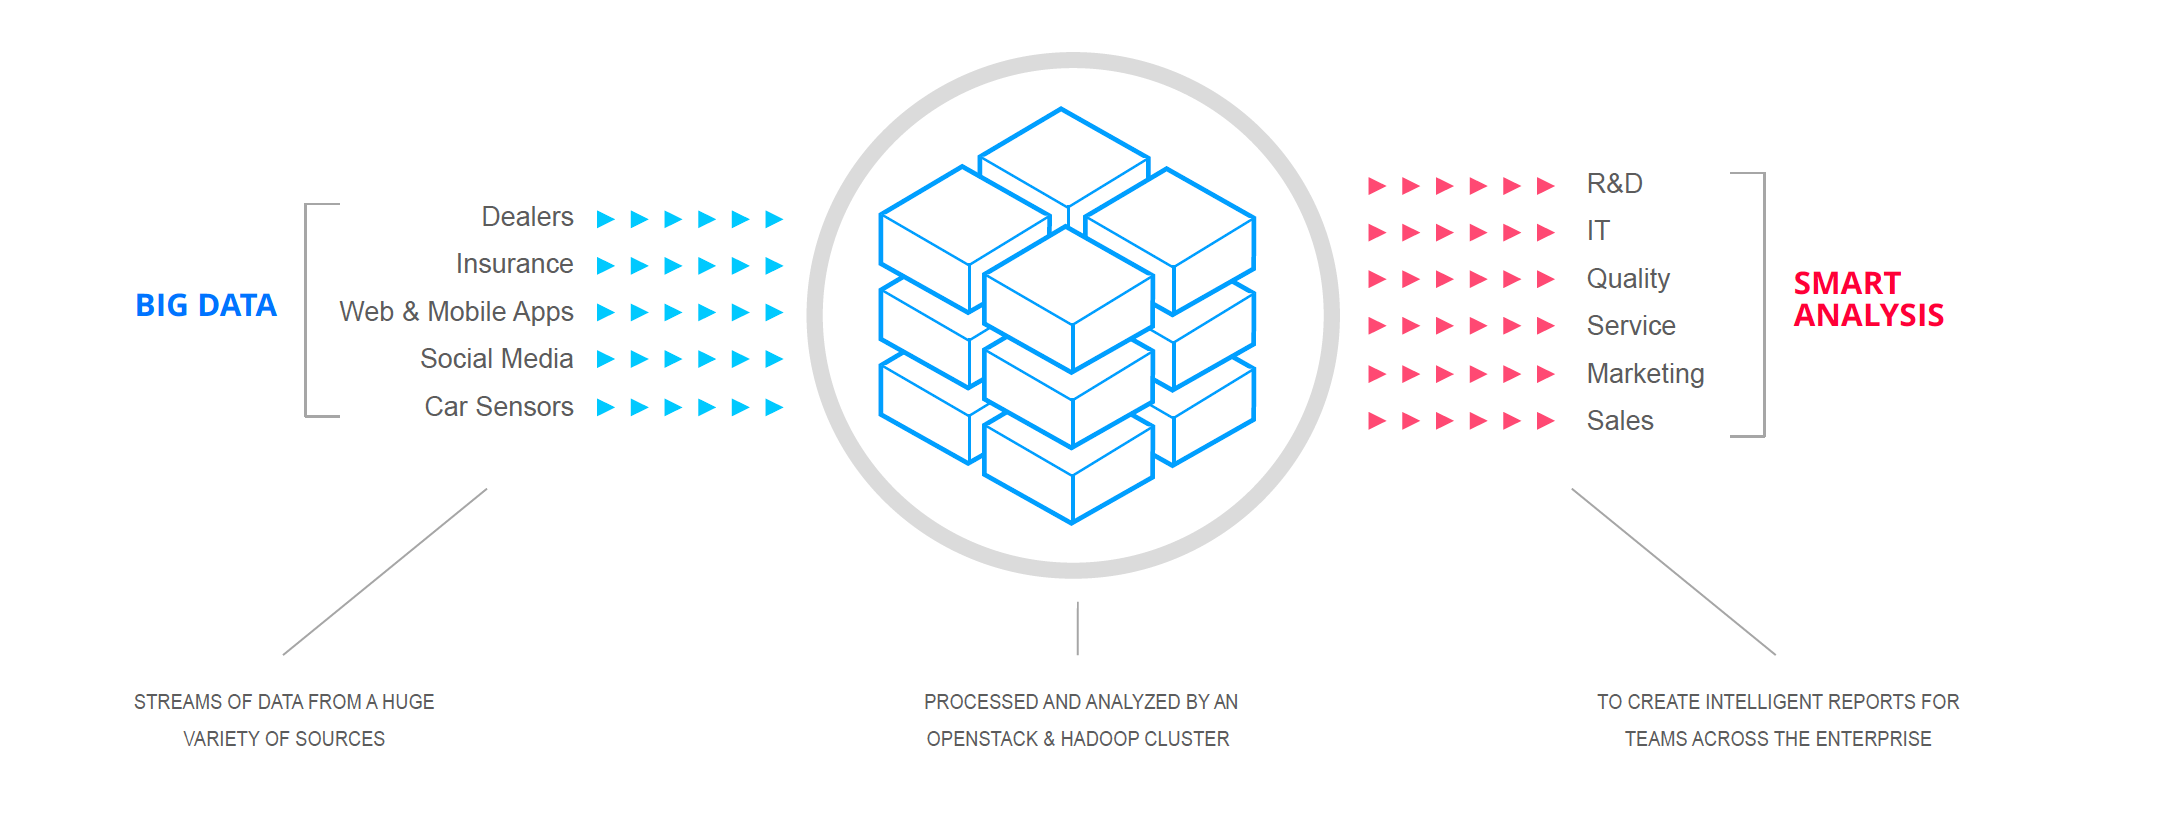 BIG DATA
Dealers
Insurance
Web & Mobile Apps
Social Media
Car Sensors
R&D
IT
Quality
Service
Marketing
Sales
SMART
ANALYSIS
STREAMS OF DATA FROM A HUGE
VARIETY OF SOURCES
PROCESSED AND ANALYZED BY AN
OPENSTACK & HADOOP CLUSTER
TO CREATE INTELLIGENT REPORTS FOR
TEAMS ACROSS THE ENTERPRISE